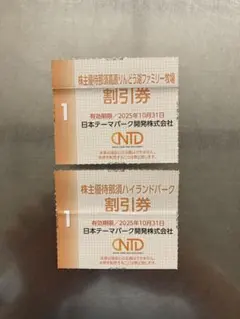 株主優待那須高原りんどう湖ファミリー牧場
割引券
1
有効期限/2025年10月31日
日本テーマパーク開発株式会社
NTD
株主優待那須ハイランドパーク
割引券
1
有効期限/2025年10月31日
日本テーマパーク開発株式会社
NTD